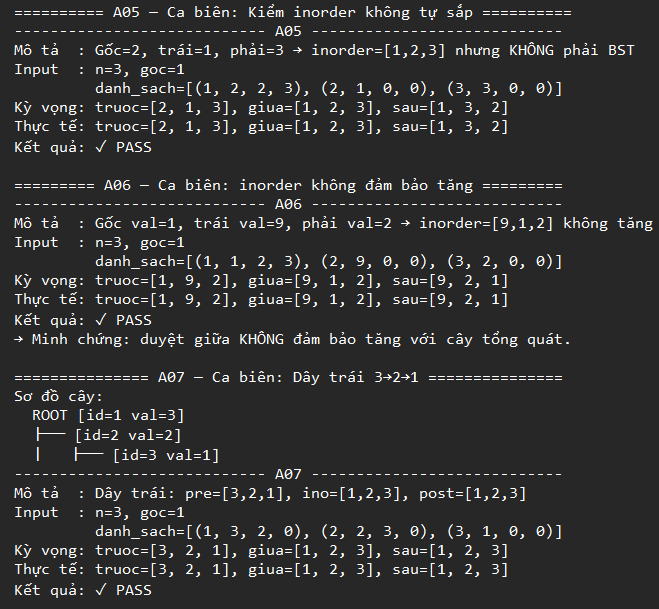 ========== A05 — Ca biên: Kiểm inorder không tự sắp ==========
---------------------------- A05 ----------------------------
Mô tả  : Gốc=2, trái=1, phải=3 → inorder=[1,2,3] nhưng KHÔNG phải BST
Input  : n=3, goc=1
         danh_sach=[(1, 2, 2, 3), (2, 1, 0, 0), (3, 3, 0, 0)]
Kỳ vọng: truoc=[2, 1, 3], giua=[1, 2, 3], sau=[1, 3, 2]
Thực tế: truoc=[2, 1, 3], giua=[1, 2, 3], sau=[1, 3, 2]
Kết quả: ✓ PASS
========= A06 — Ca biên: inorder không đảm bảo tăng =========
---------------------------- A06 ----------------------------
Mô tả  : Gốc val=1, trái val=9, phải val=2 → inorder=[9,1,2] không tăng
Input  : n=3, goc=1
         danh_sach=[(1, 1, 2, 3), (2, 9, 0, 0), (3, 2, 0, 0)]
Kỳ vọng: truoc=[1, 9, 2], giua=[9, 1, 2], sau=[9, 2, 1]
Thực tế: truoc=[1, 9, 2], giua=[9, 1, 2], sau=[9, 2, 1]
Kết quả: ✓ PASS
→ Minh chứng: duyệt giữa KHÔNG đảm bảo tăng với cây tổng quát.
=============== A07 — Ca biên: Dây trái 3→2→1 ===============
Sơ đồ cây:
  ROOT [id=1 val=3]
  ├── [id=2 val=2]
  │   ├── [id=3 val=1]
---------------------------- A07 ----------------------------
Mô tả  : Dây trái: pre=[3,2,1], ino=[1,2,3], post=[1,2,3]
Input  : n=3, goc=1
         danh_sach=[(1, 3, 2, 0), (2, 2, 3, 0), (3, 1, 0, 0)]
Kỳ vọng: truoc=[3, 2, 1], giua=[1, 2, 3], sau=[1, 2, 3]
Thực tế: truoc=[3, 2, 1], giua=[1, 2, 3], sau=[1, 2, 3]
Kết quả: ✓ PASS